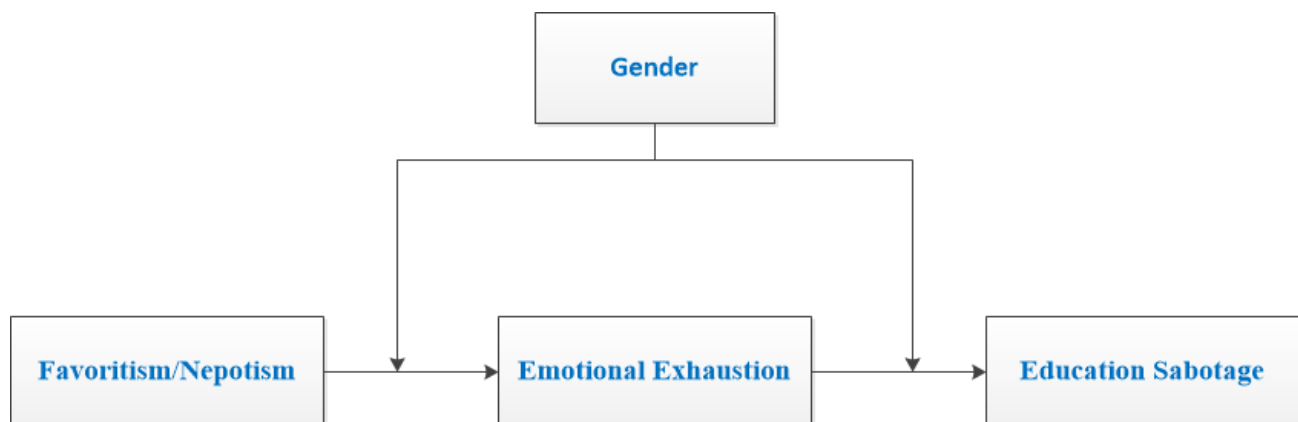 Gender
Favoritism/Nepotism
Emotional Exhaustion
Education Sabotage